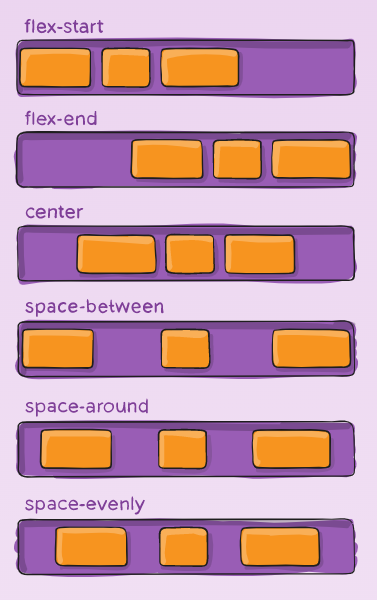 flex-start
flex-end
center
space-between
space-around
space-evenly